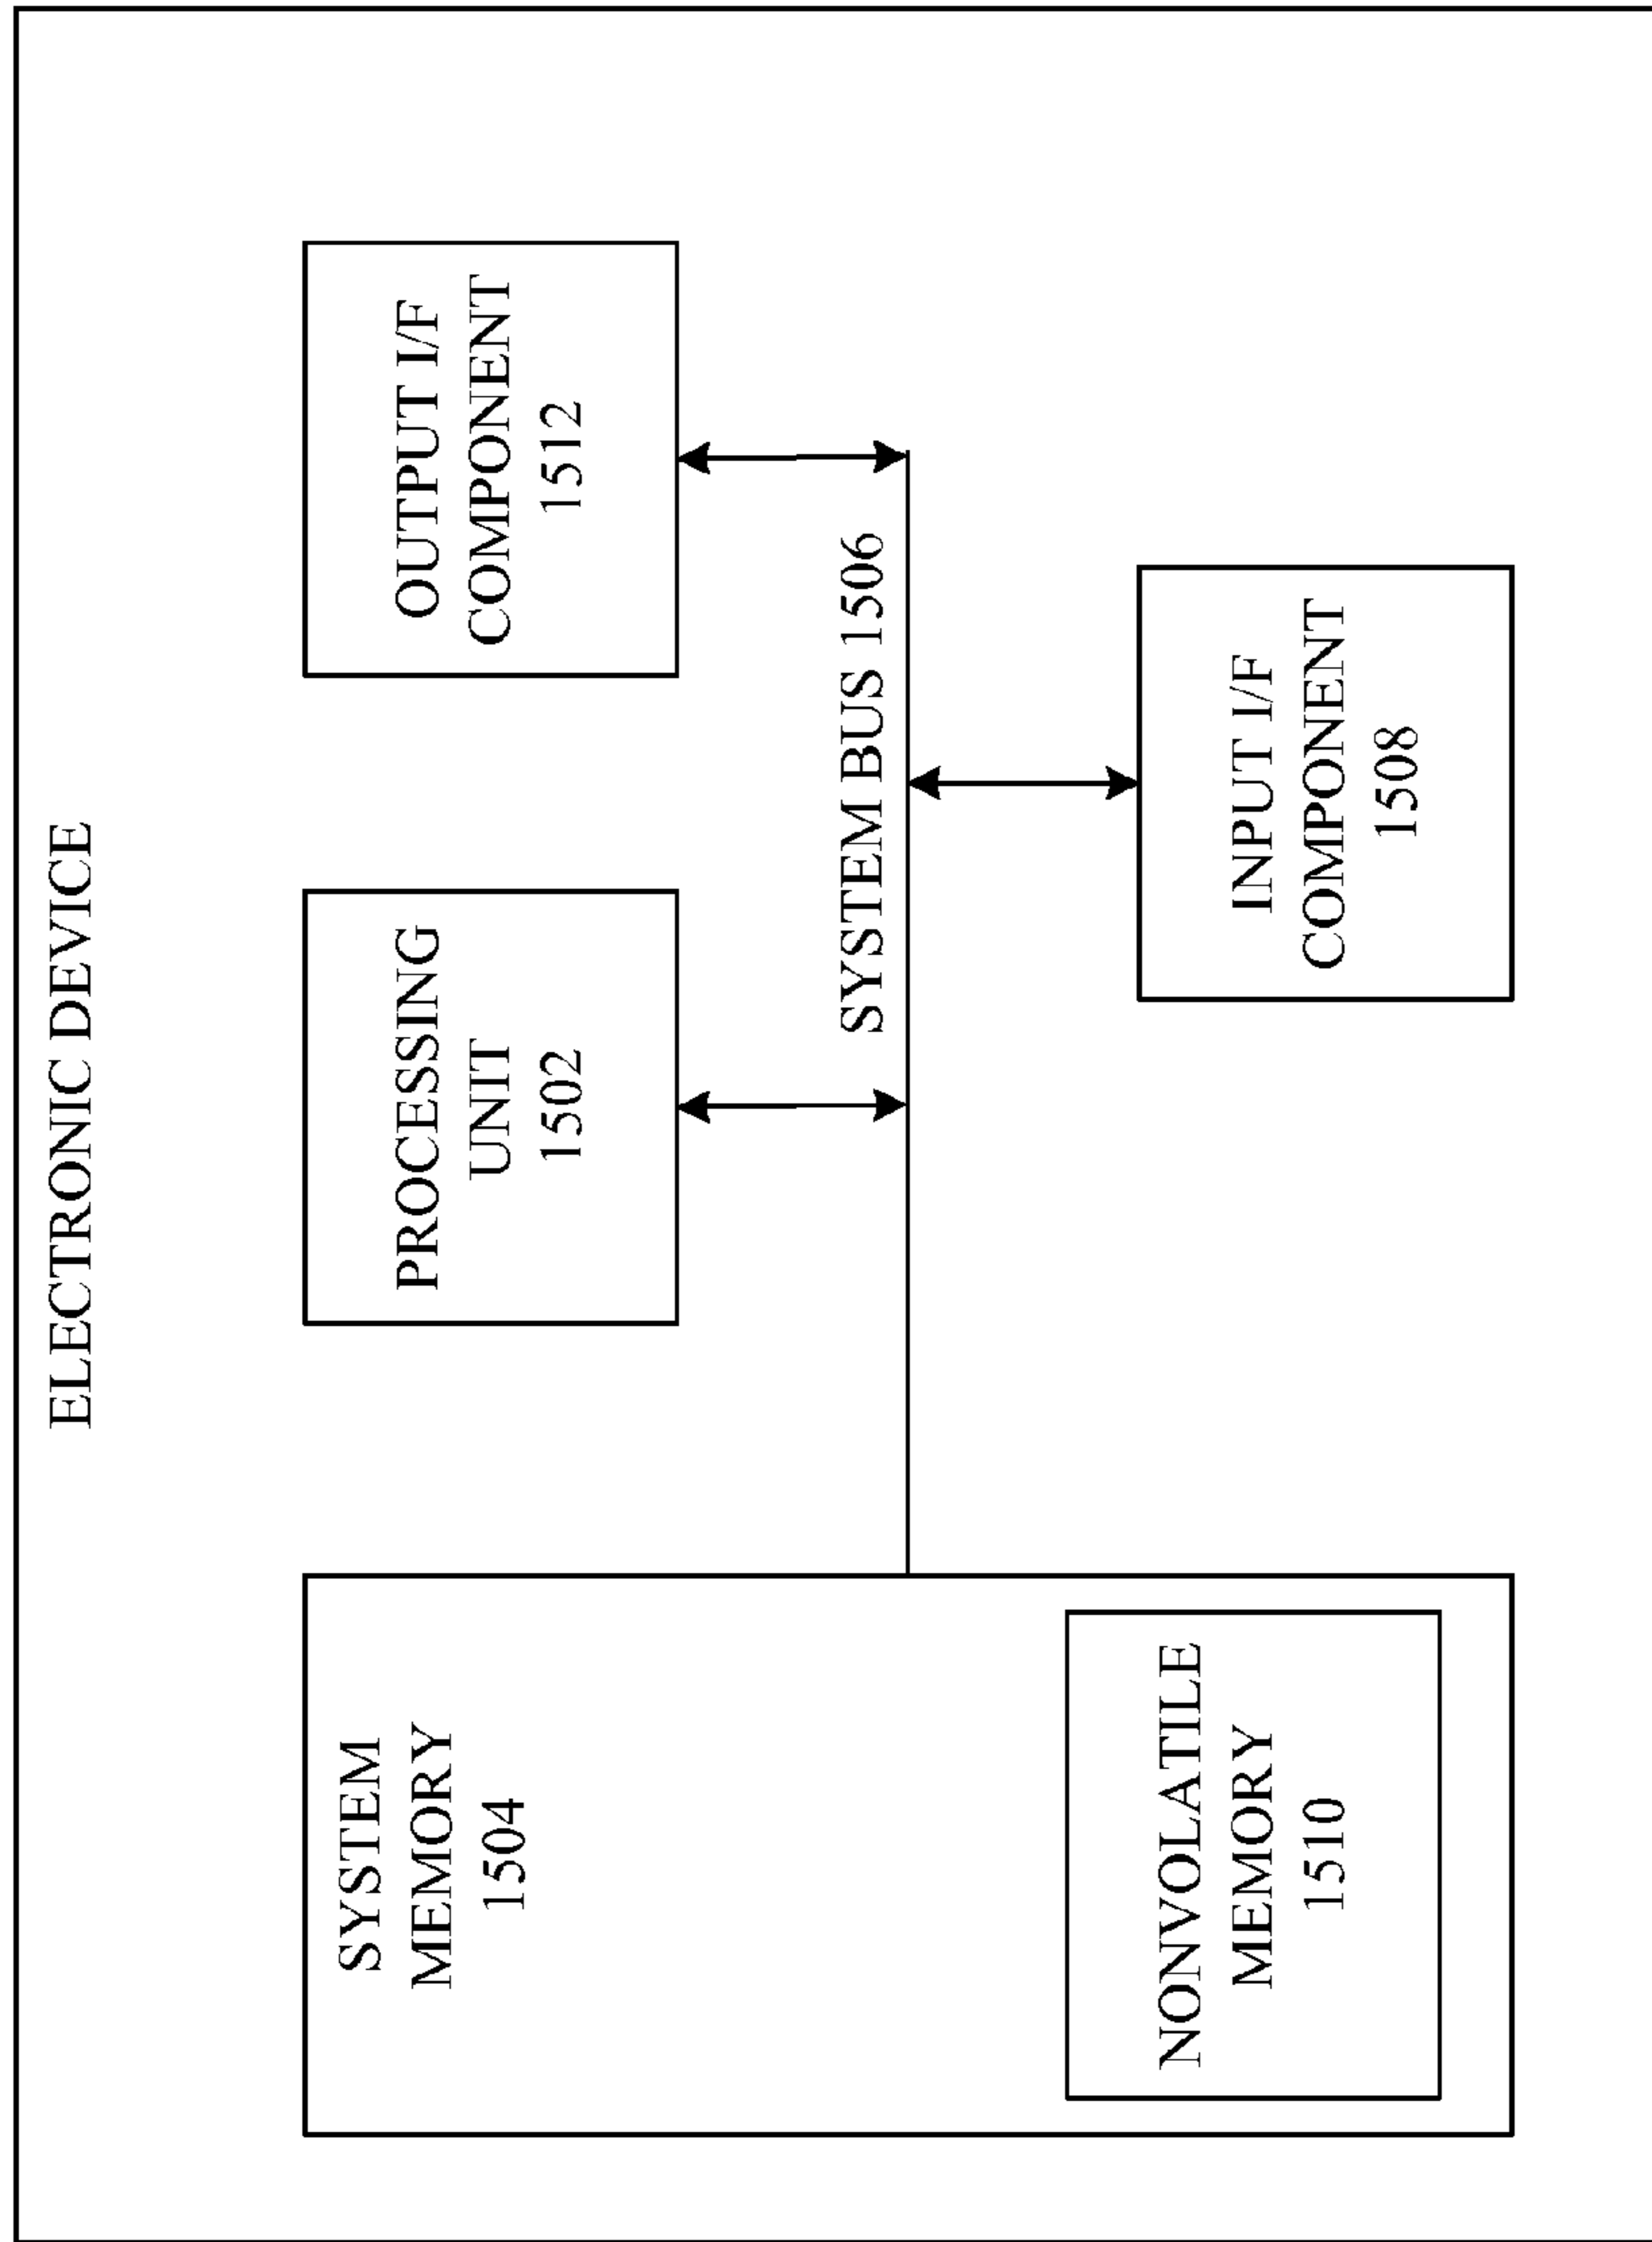 ELECTRONIC DEVICE
SYSTEM
MEMORY
1504
NONVOLATILE
MEMORY
1510
PROCESSING
UNIT
1502
OUTPUT I/F
COMPONENT
1512
SYSTEM BUS 1506
INPUT I/F
COMPONENT
1508